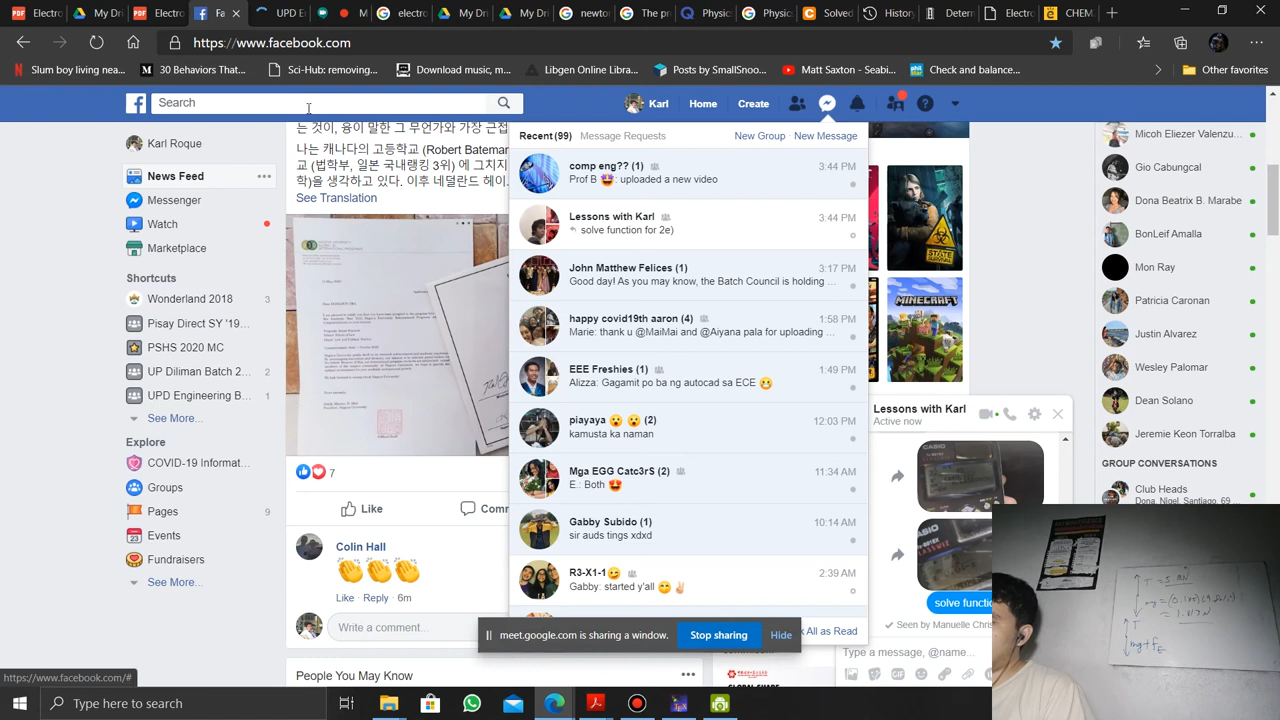 Electro
My Dr
Electro
Fa
UPD E
M
electro
My Dr
My Dr
newto
The pr
Q Proce
Physic
Saved
History
Determ
Electro
CHEM
https://www.facebook.com
Slum boy living nea...
30 Behaviors That...
Sci-Hub: removing...
Download music, m...
Libgen Online Libra...
Posts by SmallSnoo...
Matt Saxton - Seabi...
Check and balance...
Other favorites
Search
Karl
Home
Create
Karl Roque
News Feed
Messenger
Watch
Marketplace
Shortcuts
Wonderland 2018 3
Pisay Direct SY '19...
PSHS 2020 MC
UP Diliman Batch 2... 2
UPD Engineering B... 1
See More...
Explore
COVID-19 Informat...
Groups
Pages 9
Events
Fundraisers
See More...
https://www.facebook.com/#
는 것이, 융이 말한 그 무언가와 가장 근접
나는 캐나다의 고등학교 (Robert Bateman
교 (법학부, 일본 국내랭킹 3위) 에 그치지
학)을 생각하고 있다. 이후 네덜란드 헤이
See Translation
7
Like
Comm
Colin Hall
👏👏👏
Like · Reply · 6m
Write a comment...
People You May Know
Recent (99)
Message Requests
New Group · New Message
comp eng?? (1) 3:44 PM
Prof B 🤩: uploaded a new video
Lessons with Karl 3:44 PM
solve function for 2e)
John Matthew Felices (1) 3:17 PM
Good day! As you may know, the Batch Council is holding ...
happy covid19th aaron (4) 1:58 PM
Marie: thnk u @MaiMai and @Aiyana pala for uploading ...
EEE Freshies (1) 1:49 PM
Alizza: Gagamit po ba ng autocad sa ECE
piayaya 😮 😮 (2) 12:03 PM
kamusta ka naman
Mga EGG Catc3rS (2) 11:34 AM
E.: Both 😍
Gabby Subido (1) 10:14 AM
sir auds tings xdxd
R3-X1-1 2:39 AM
Gabby: started y'all 😊✌
All as Read
meet.google.com is sharing a window.
Stop sharing
Hide
STATE
MINECRAFT
Micoh Eliezer Valenzu...
Gio Cabungcal
Dona Beatrix B. Marabe
BonLeif Amalla
Mon Ray
Patricia Caronan
Justin Alvarez
Wesley Palomar
Dean Solano
Jeremie Keon Torralba
GROUP CONVERSATIONS
Club Heads
Dona, Nigel, Santiago, 69 ...
Lessons with Karl
Active now
CASIO
CASIO
solve functio
Seen by Manuelle Chris
Type a message, @name...
Type here to search